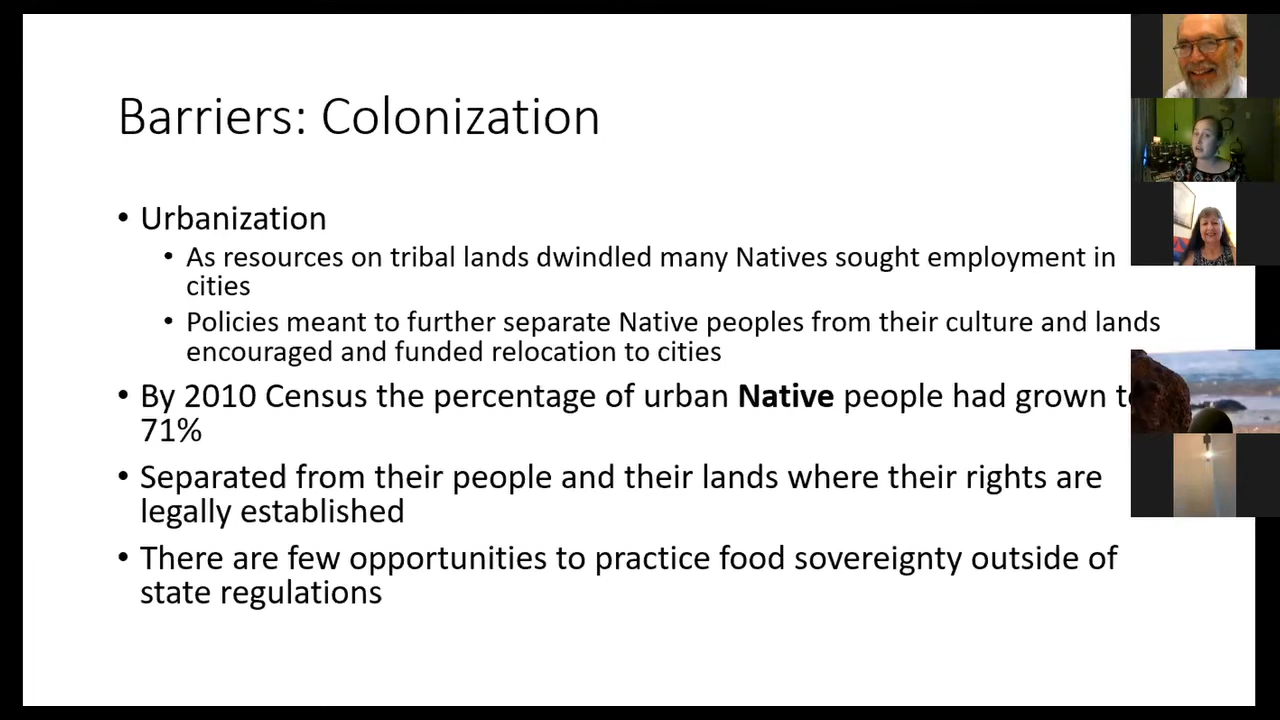 Barriers: Colonization
• Urbanization
• As resources on tribal lands dwindled many Natives sought employment in
cities
• Policies meant to further separate Native peoples from their culture and lands
encouraged and funded relocation to cities
• By 2010 Census the percentage of urban Native people had grown to
71%
• Separated from their people and their lands where their rights are
legally established
• There are few opportunities to practice food sovereignty outside of
state regulations